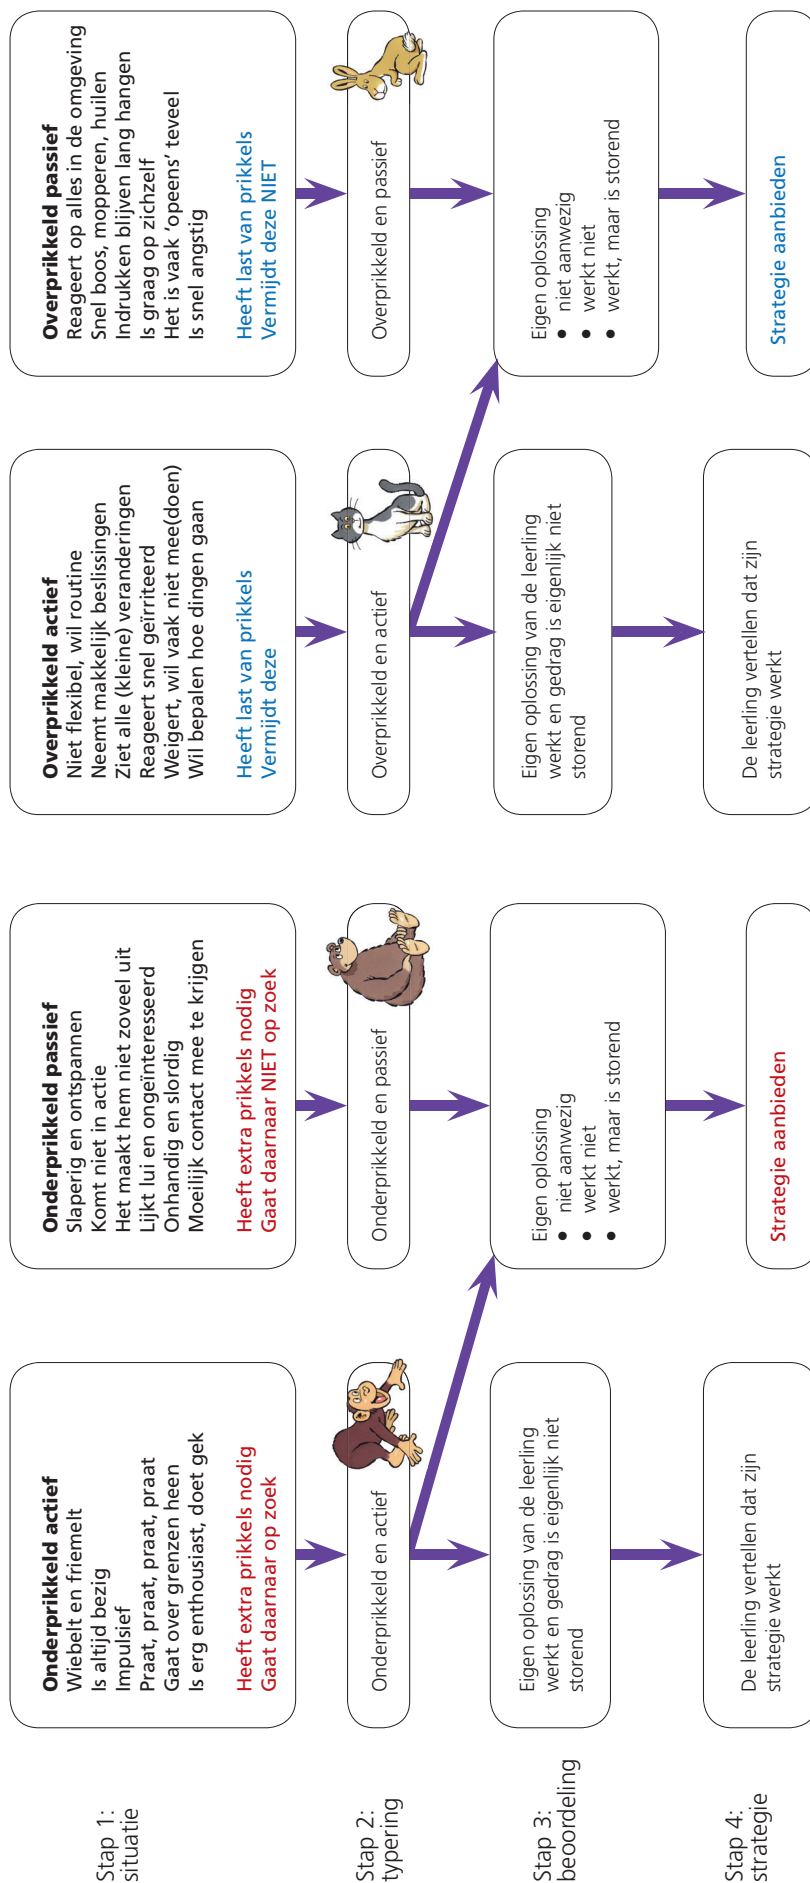 Stap 1:
situatie
Onderprikkeld actief
Wiebelt en friemelt
Is altijd bezig
Impulsief
Praat, praat, praat, praat
Gaat over grenzen heen
Is erg enthousiast, doet gek
Heeft extra prikkels nodig
Gaat daarnaar op zoek
Onderprikkeld passief
Slaperig en ontspannen
Komt niet in actie
Het maakt hem niet zoveel uit
Lijkt lui en ongeïnteresseerd
Onhandig en slordig
Moeilijk contact mee te krijgen
Heeft extra prikkels nodig
Gaat daarnaar NIET op zoek
Overprikkeld actief
Niet flexibel, wil routine
Neemt makkelijk beslissingen
Ziet alle (kleine) veranderingen
Reageert snel geïrriteerd
Weigert, wil vaak niet mee(doen)
Wil bepalen hoe dingen gaan
Heeft last van prikkels
Vermijdt deze
Overprikkeld passief
Reageert op alles in de omgeving
Snel boos, mopperen, huilen
Indrukken blijven lang hangen
Is graag op zichzelf
Het is vaak ‘opeens’ teveel
Is snel angstig
Heeft last van prikkels
Vermijdt deze NIET
Stap 2:
typering
Onderprikkeld en actief
Onderprikkeld en passief
Overprikkeld en actief
Overprikkeld en passief
Stap 3:
beoordeling
Eigen oplossing van de leerling
werkt en gedrag is eigenlijk niet
storend
Eigen oplossing
• niet aanwezig
• werkt niet
• werkt, maar is storend
Eigen oplossing van de leerling
werkt en gedrag is eigenlijk niet
storend
Eigen oplossing
• niet aanwezig
• werkt niet
• werkt, maar is storend
Stap 4:
strategie
De leerling vertellen dat zijn
strategie werkt
Strategie aanbieden
De leerling vertellen dat zijn
strategie werkt
Strategie aanbieden